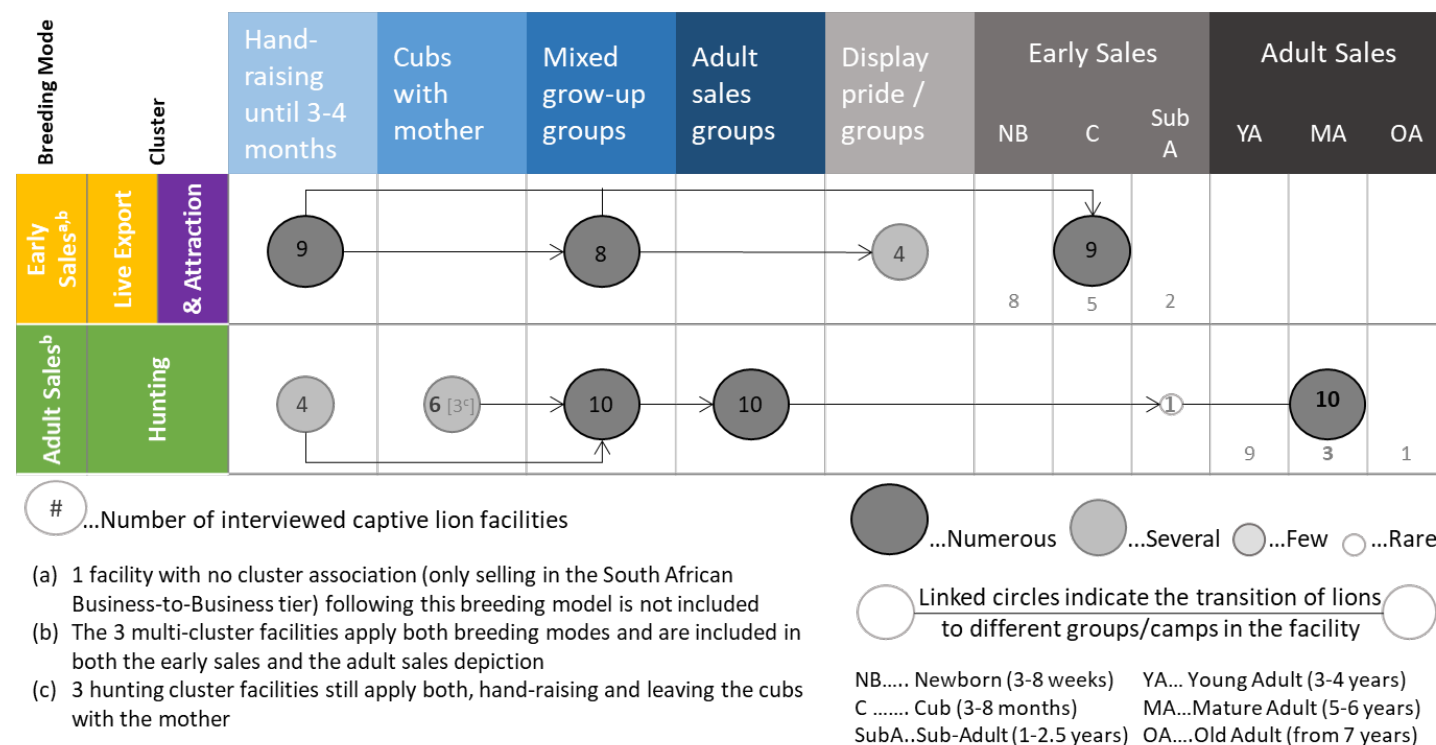 Breeding Mode
Cluster
Hand-
raising
until 3-4
months
Cubs
with
mother
Mixed
grow-up
groups
Adult
sales
groups
Display
pride /
groups
Early Sales
NB
C
Sub
A
Adult Sales
YA
MA
OA
Early
Salesᵃ,ᵇ
Live Export
& Attraction
9
8
4
9
8
5
2
Adult Salesᵇ
Hunting
4
6 [3ᶜ]
10
10
1
10
9
3
1
#
...Number of interviewed captive lion facilities
(a) 1 facility with no cluster association (only selling in the South African
Business-to-Business tier) following this breeding model is not included
(b) The 3 multi-cluster facilities apply both breeding modes and are included in
both the early sales and the adult sales depiction
(c) 3 hunting cluster facilities still apply both, hand-raising and leaving the cubs
with the mother
...Numerous ...Several ...Few ...Rare
Linked circles indicate the transition of lions
to different groups/camps in the facility
NB..... Newborn (3-8 weeks) YA... Young Adult (3-4 years)
C ....... Cub (3-8 months) MA...Mature Adult (5-6 years)
SubA..Sub-Adult (1-2.5 years) OA....Old Adult (from 7 years)